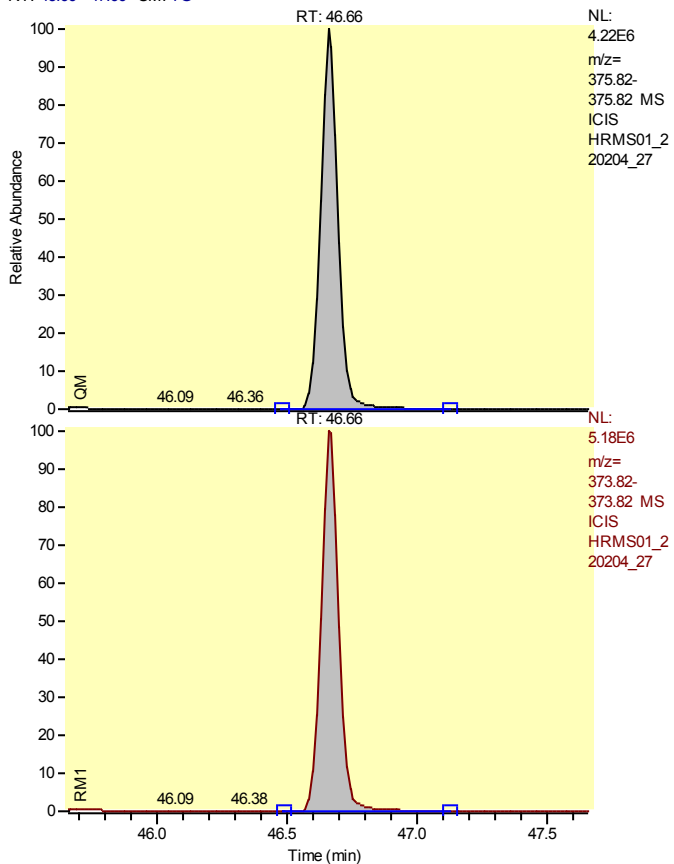 RT: 46.66
NL:
4.22E6
m/z=
375.82-
375.82 MS
ICIS
HRMS01_2
20204_27
100
90
80
70
60
50
40
30
20
10
0
Relative Abundance
QM
46.09
46.36
RT: 46.66
NL:
5.18E6
m/z=
373.82-
373.82 MS
ICIS
HRMS01_2
20204_27
100
90
80
70
60
50
40
30
20
10
0
RM1
46.09
46.38
46.0
46.5
47.0
47.5
Time (min)